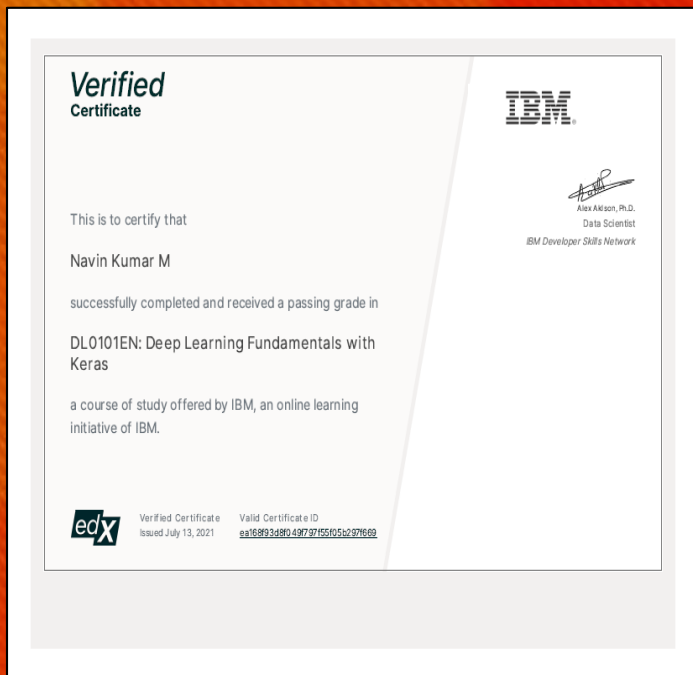 Verified
Certificate
IBM®
Alex Aklson, Ph.D.
Data Scientist
IBM Developer Skills Network
This is to certify that
Navin Kumar M
successfully completed and received a passing grade in
DL0101EN: Deep Learning Fundamentals with
Keras
a course of study offered by IBM, an online learning
initiative of IBM.
edX
Verified Certificate
Issued July 13, 2021
Valid Certificate ID
ea168f93d8f049f797f55f05b297f669